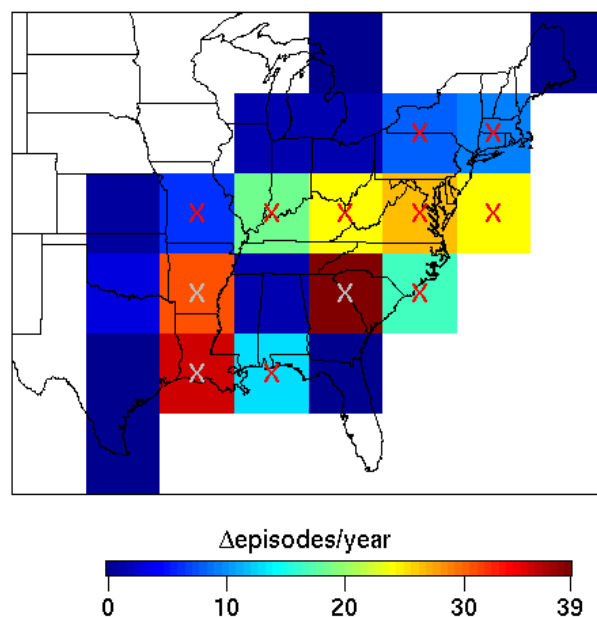 X X
X X X X X
X X X
X X
Δepisodes/year
0 10 20 30 39